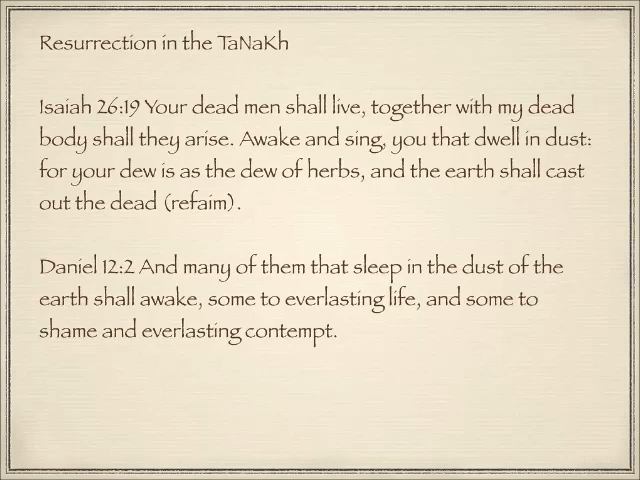 Resurrection in the TaNaKh
Isaiah 26:19 Your dead men shall live, together with my dead
body shall they arise. Awake and sing, you that dwell in dust:
for your dew is as the dew of herbs, and the earth shall cast
out the dead (refaim).
Daniel 12:2 And many of them that sleep in the dust of the
earth shall awake, some to everlasting life, and some to
shame and everlasting contempt.